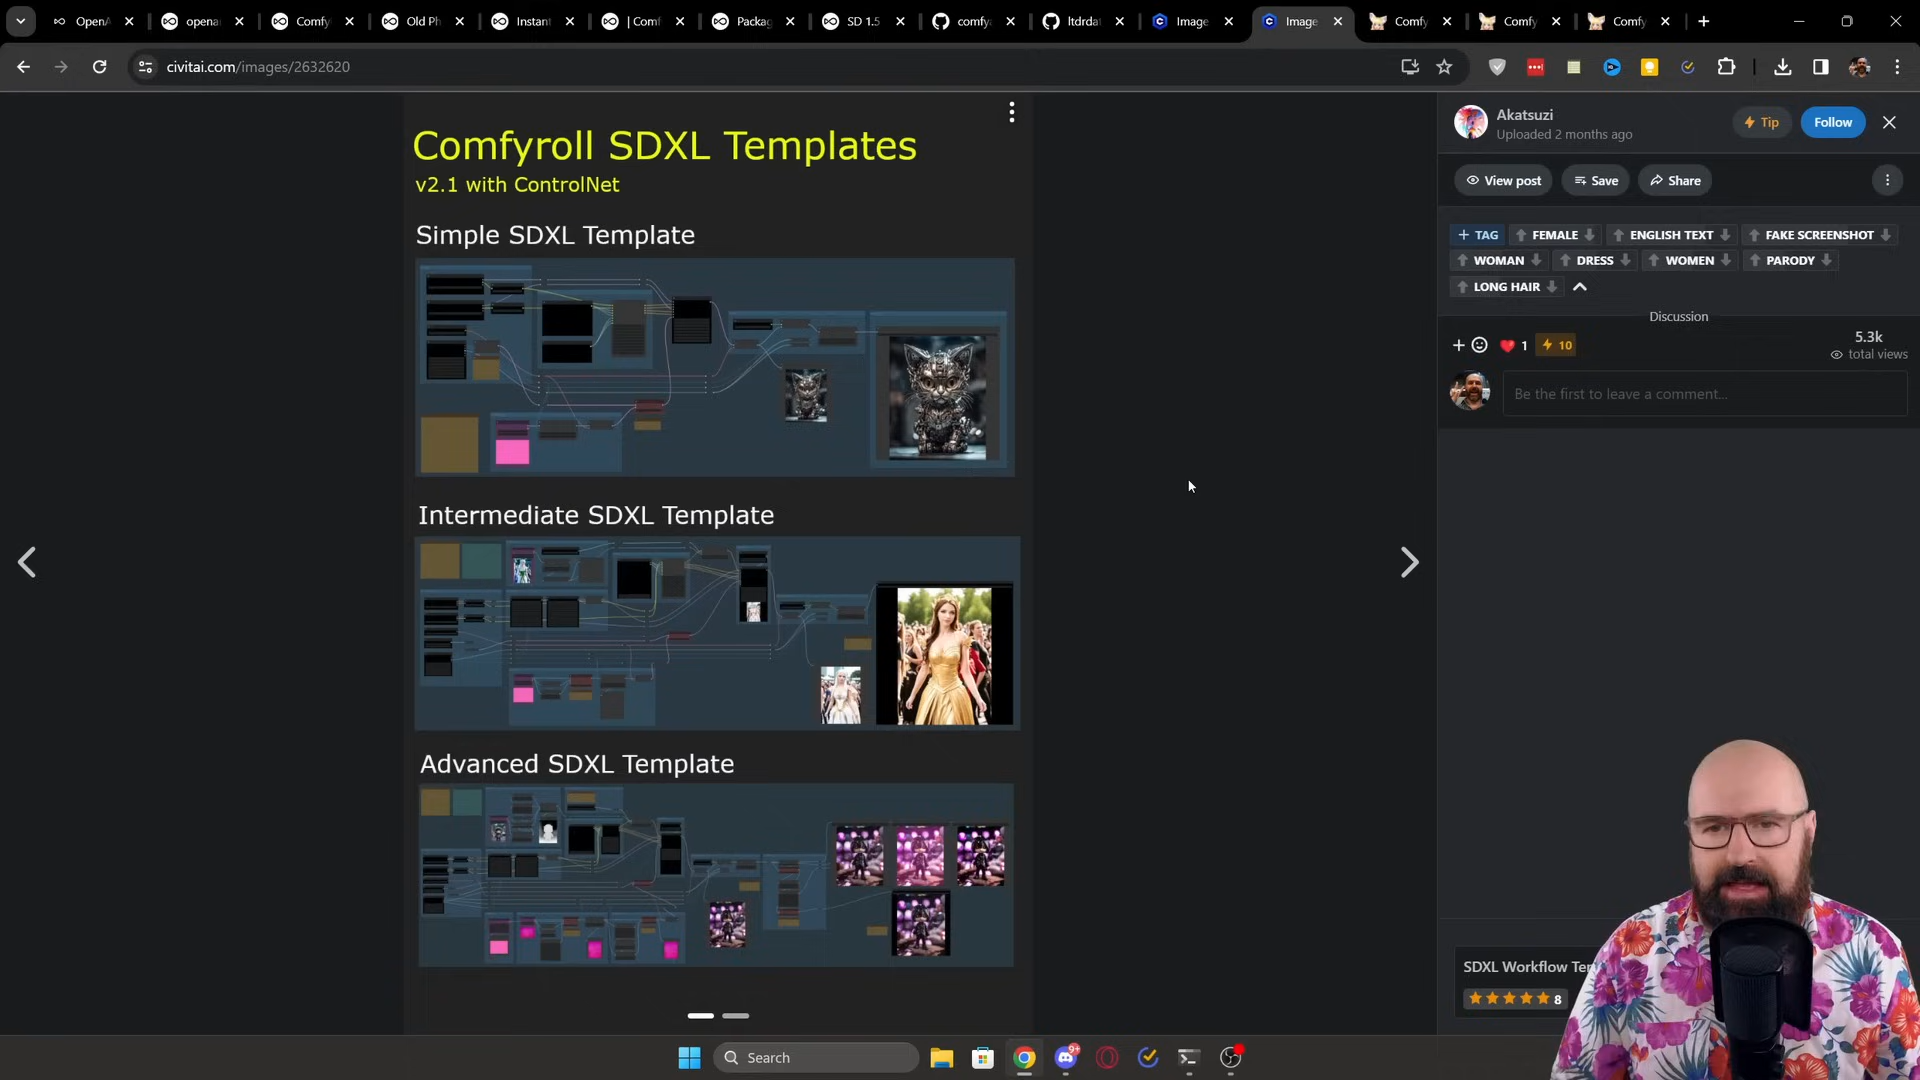 OpenA
openar
Comfy
Old Ph
Instant
| Comf
Packag
SD 1.5
comfy
ltdrdat
Image
Image
Comfy
Comfy
Comfy
civitai.com/images/2632620
Comfyroll SDXL Templates
v2.1 with ControlNet
Simple SDXL Template
Intermediate SDXL Template
Advanced SDXL Template
Akatsuzi
Uploaded 2 months ago
Tip
Follow
View post
Save
Share
+ TAG
FEMALE
ENGLISH TEXT
FAKE SCREENSHOT
WOMAN
DRESS
WOMEN
PARODY
LONG HAIR
Discussion
1
10
5.3k
total views
Be the first to leave a comment...
SDXL Workflow Tem
8
Search
9+